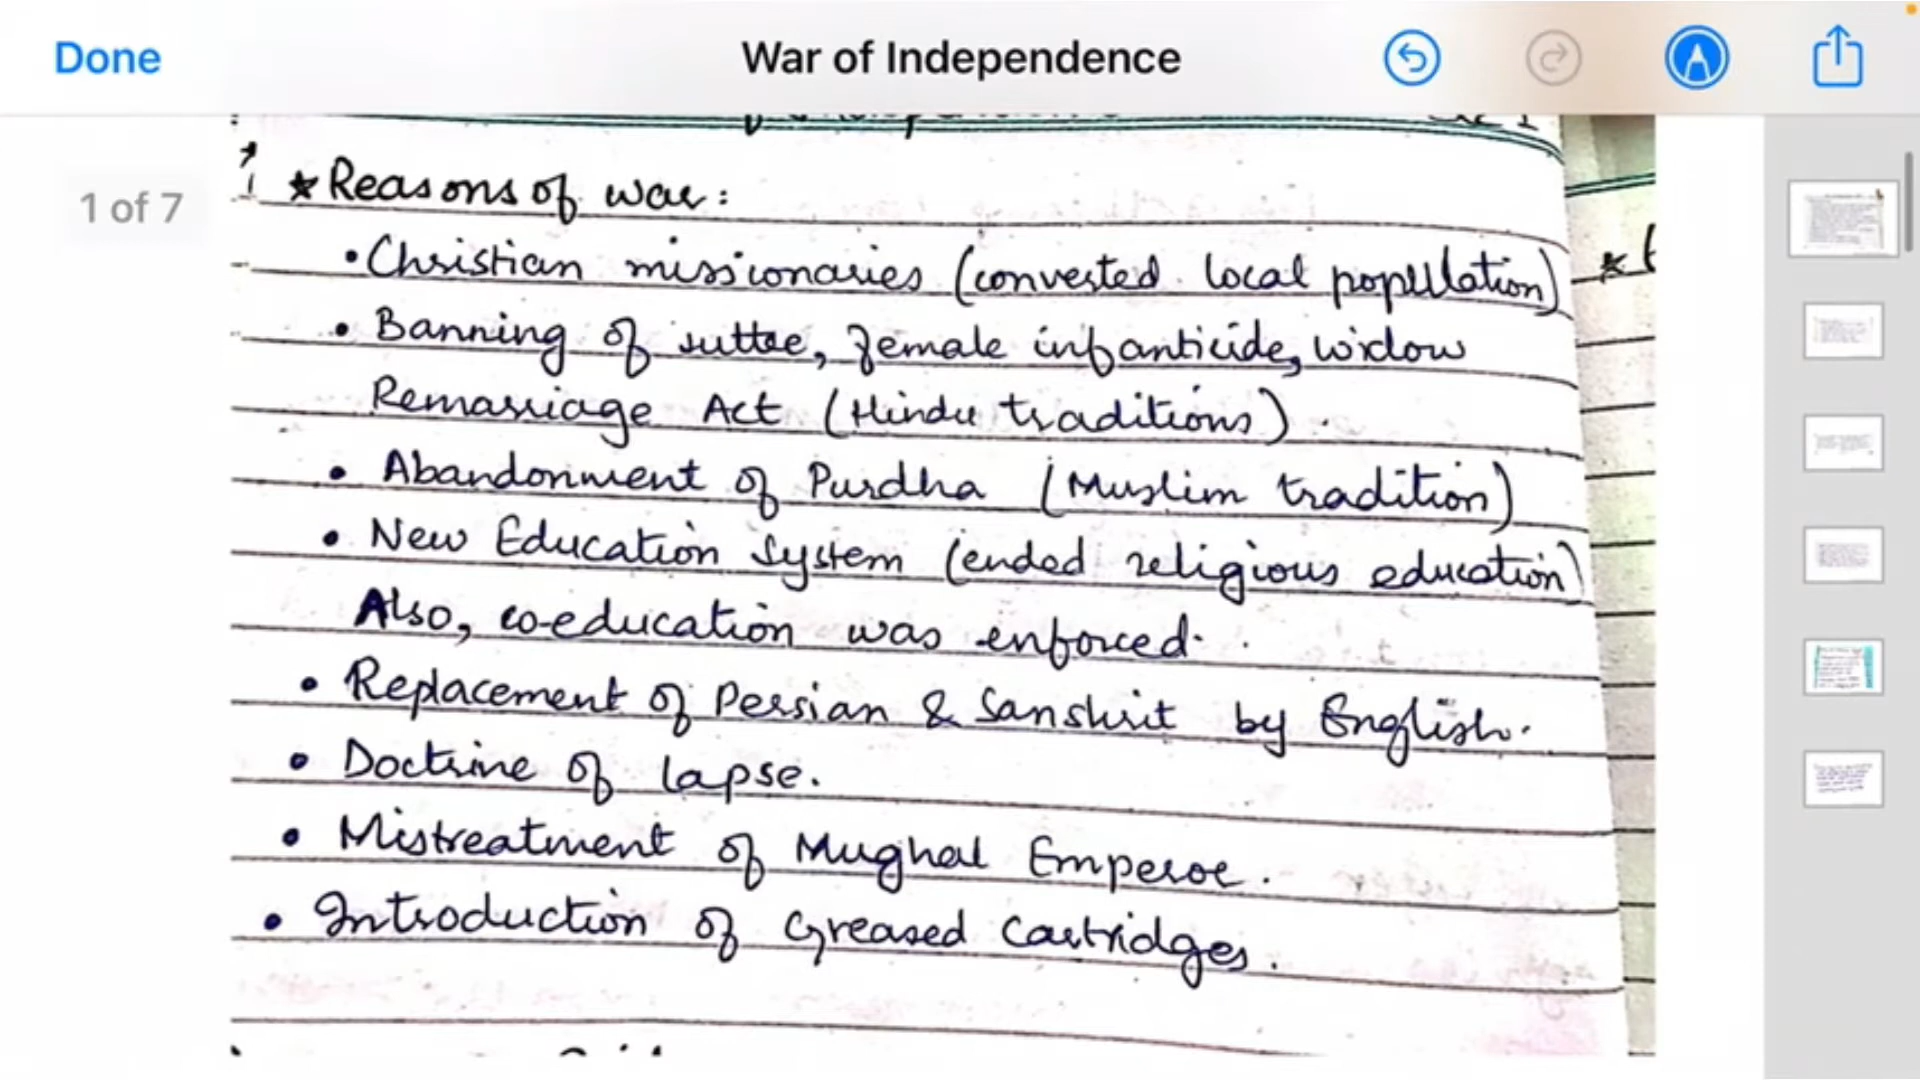 Done
War of Independence
1 of 7
★ Reasons of war:
• Christian missionaries (converted local population)
• Banning of suttee, female infanticide, widow
Remarriage Act (Hindu traditions).
• Abandonment of Purdha (Muslim tradition)
• New Education System (ended religious education)
Also, co-education was enforced.
• Replacement of Persian & Sanskrit by English.
• Doctrine of lapse.
• Mistreatment of Mughal Emperor.
• Introduction of Greased Cartridges.